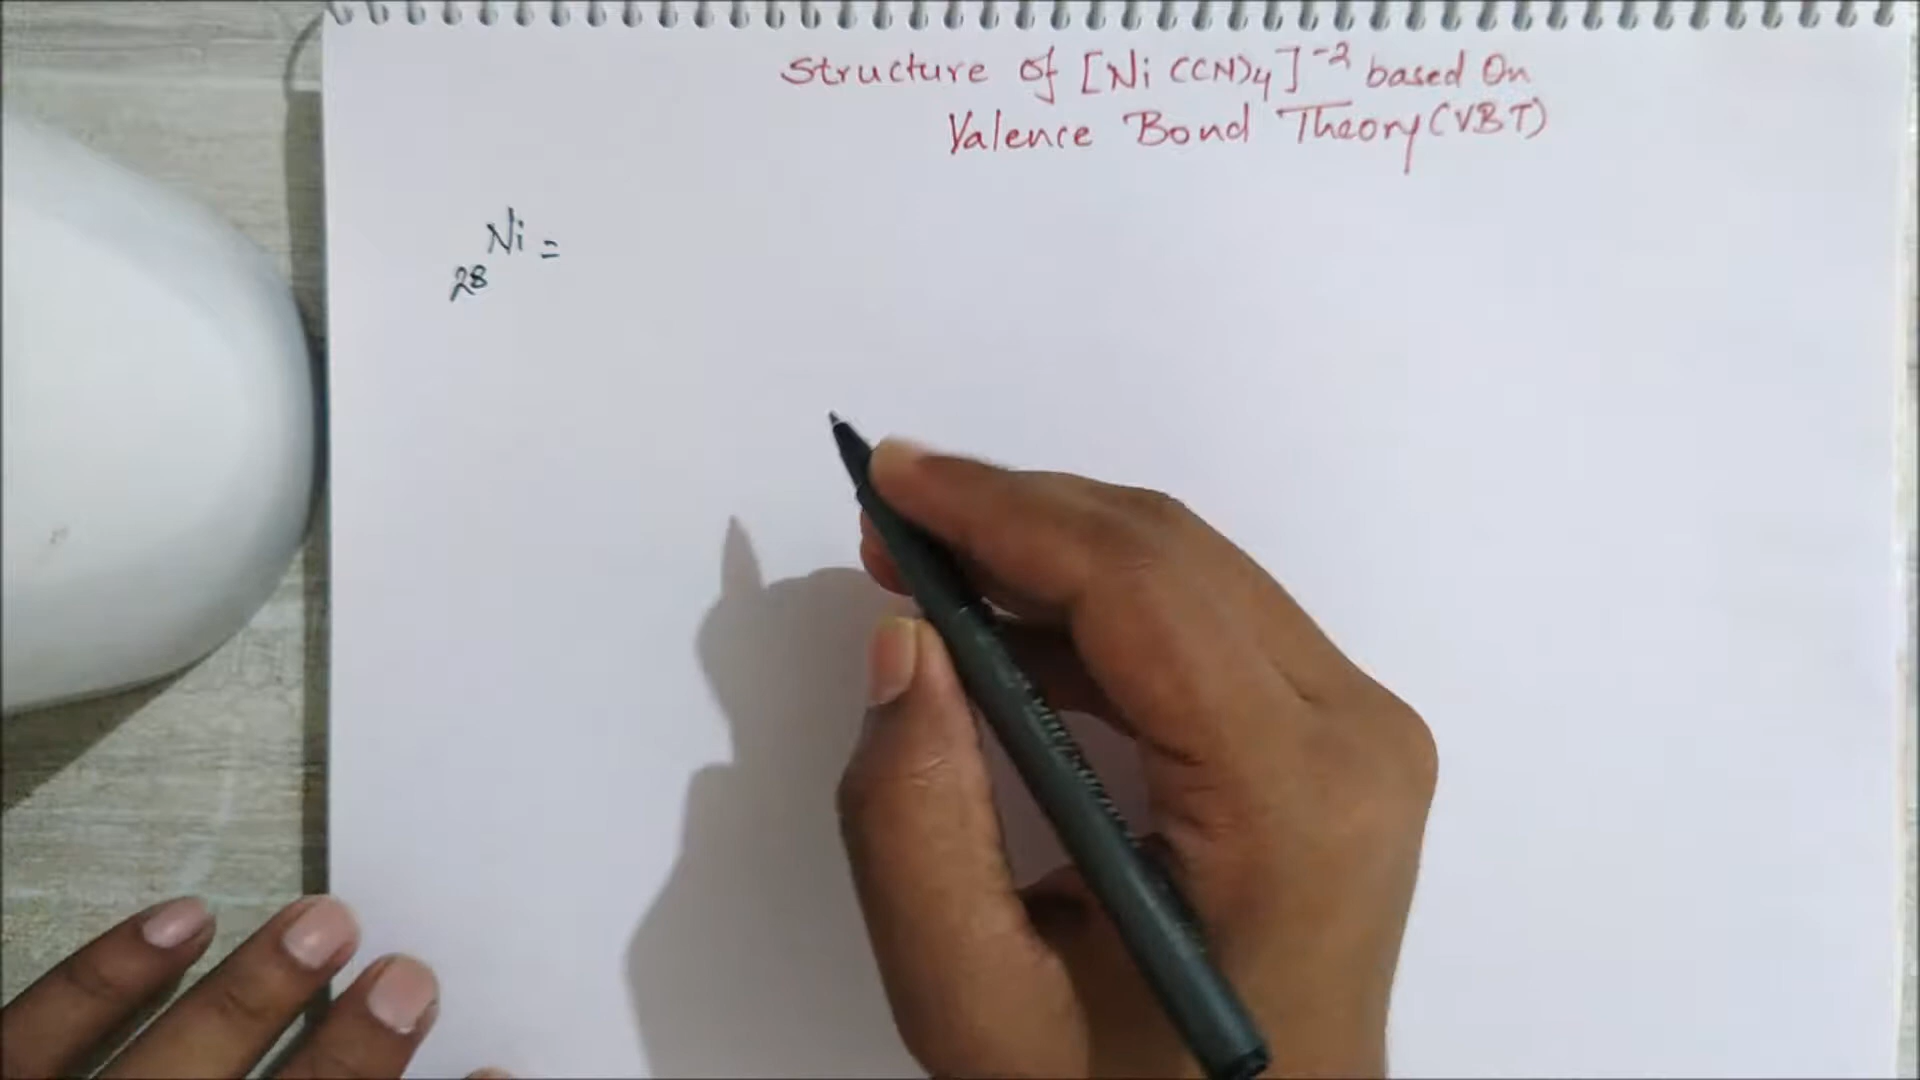 Structure of [Ni(CN)4]-2 based On
Valence Bond Theory (VBT)
28Ni =